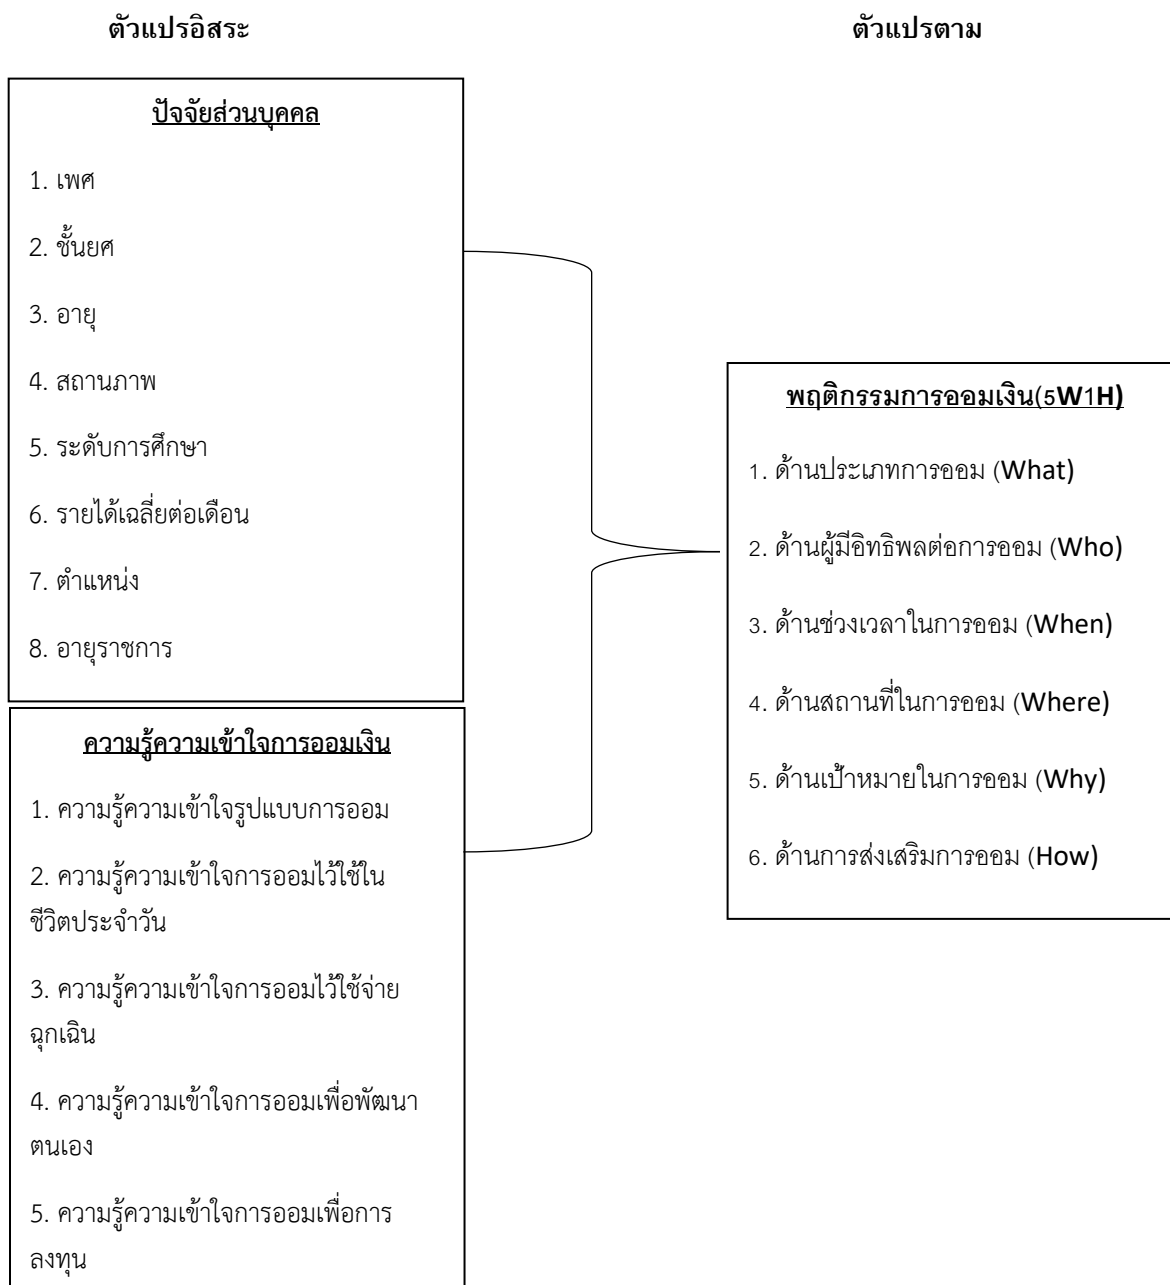 ตัวแปรอิสระ
ตัวแปรตาม
ปัจจัยส่วนบุคคล
1. เพศ
2. ชั้นยศ
3. อายุ
4. สถานภาพ
5. ระดับการศึกษา
6. รายได้เฉลี่ยต่อเดือน
7. ตำแหน่ง
8. อายุราชการ
ความรู้ความเข้าใจการออมเงิน
1. ความรู้ความเข้าใจรูปแบบการออม
2. ความรู้ความเข้าใจการออมไว้ใช้ใน
ชีวิตประจำวัน
3. ความรู้ความเข้าใจการออมไว้ใช้จ่าย
ฉุกเฉิน
4. ความรู้ความเข้าใจการออมเพื่อพัฒนา
ตนเอง
5. ความรู้ความเข้าใจการออมเพื่อการ
ลงทุน
พฤติกรรมการออมเงิน(5W1H)
1. ด้านประเภทการออม (What)
2. ด้านผู้มีอิทธิพลต่อการออม (Who)
3. ด้านช่วงเวลาในการออม (When)
4. ด้านสถานที่ในการออม (Where)
5. ด้านเป้าหมายในการออม (Why)
6. ด้านการส่งเสริมการออม (How)